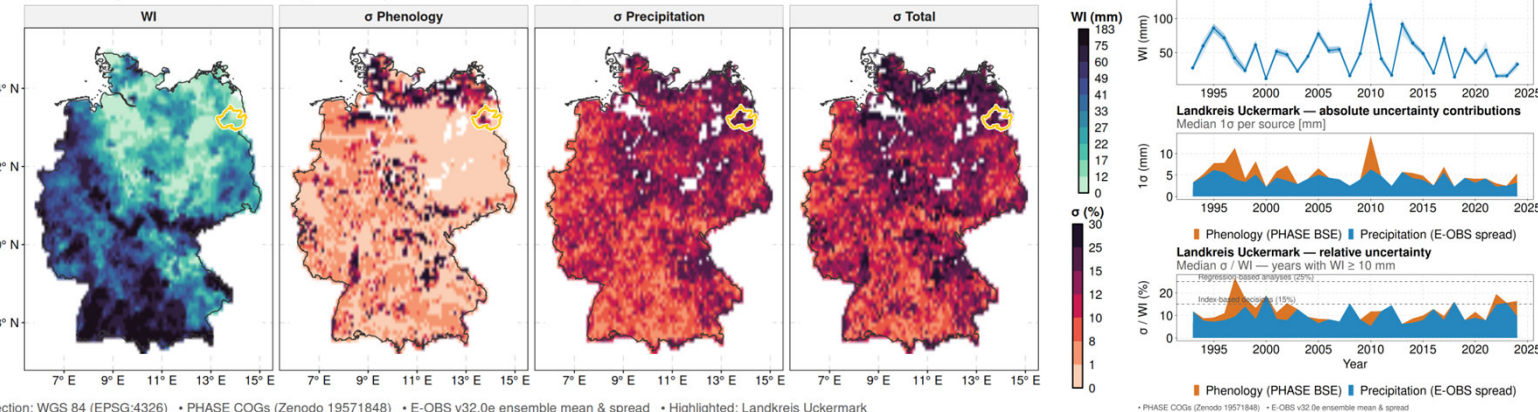 WI
σ Phenology
σ Precipitation
σ Total
4° N
2° N
0° N
8° N
7° E 9° E 11° E 13° E 15° E
7° E 9° E 11° E 13° E 15° E
7° E 9° E 11° E 13° E 15° E
7° E 9° E 11° E 13° E 15° E
ection: WGS 84 (EPSG:4326) • PHASE COGs (Zenodo 19571848) • E-OBS v32.0e ensemble mean & spread • Highlighted: Landkreis Uckermark
WI (mm)
183
75
60
49
41
33
27
22
17
12
0
σ (%)
30
25
15
12
10
8
1
0
WI (mm)
100
50
1995 2000 2005 2010 2015 2020 2025
Landkreis Uckermark — absolute uncertainty contributions
Median 1σ per source [mm]
1σ (mm)
10
5
0
1995 2000 2005 2010 2015 2020 2025
Phenology (PHASE BSE) Precipitation (E-OBS spread)
Landkreis Uckermark — relative uncertainty
Median σ / WI — years with WI ≥ 10 mm
Regression-based analyses (25%)
Index-based decisions (15%)
σ / WI (%)
20
10
0
1995 2000 2005 2010 2015 2020 2025
Year
Phenology (PHASE BSE) Precipitation (E-OBS spread)
• PHASE COGs (Zenodo 19571848) • E-OBS v32.0e ensemble mean & spread